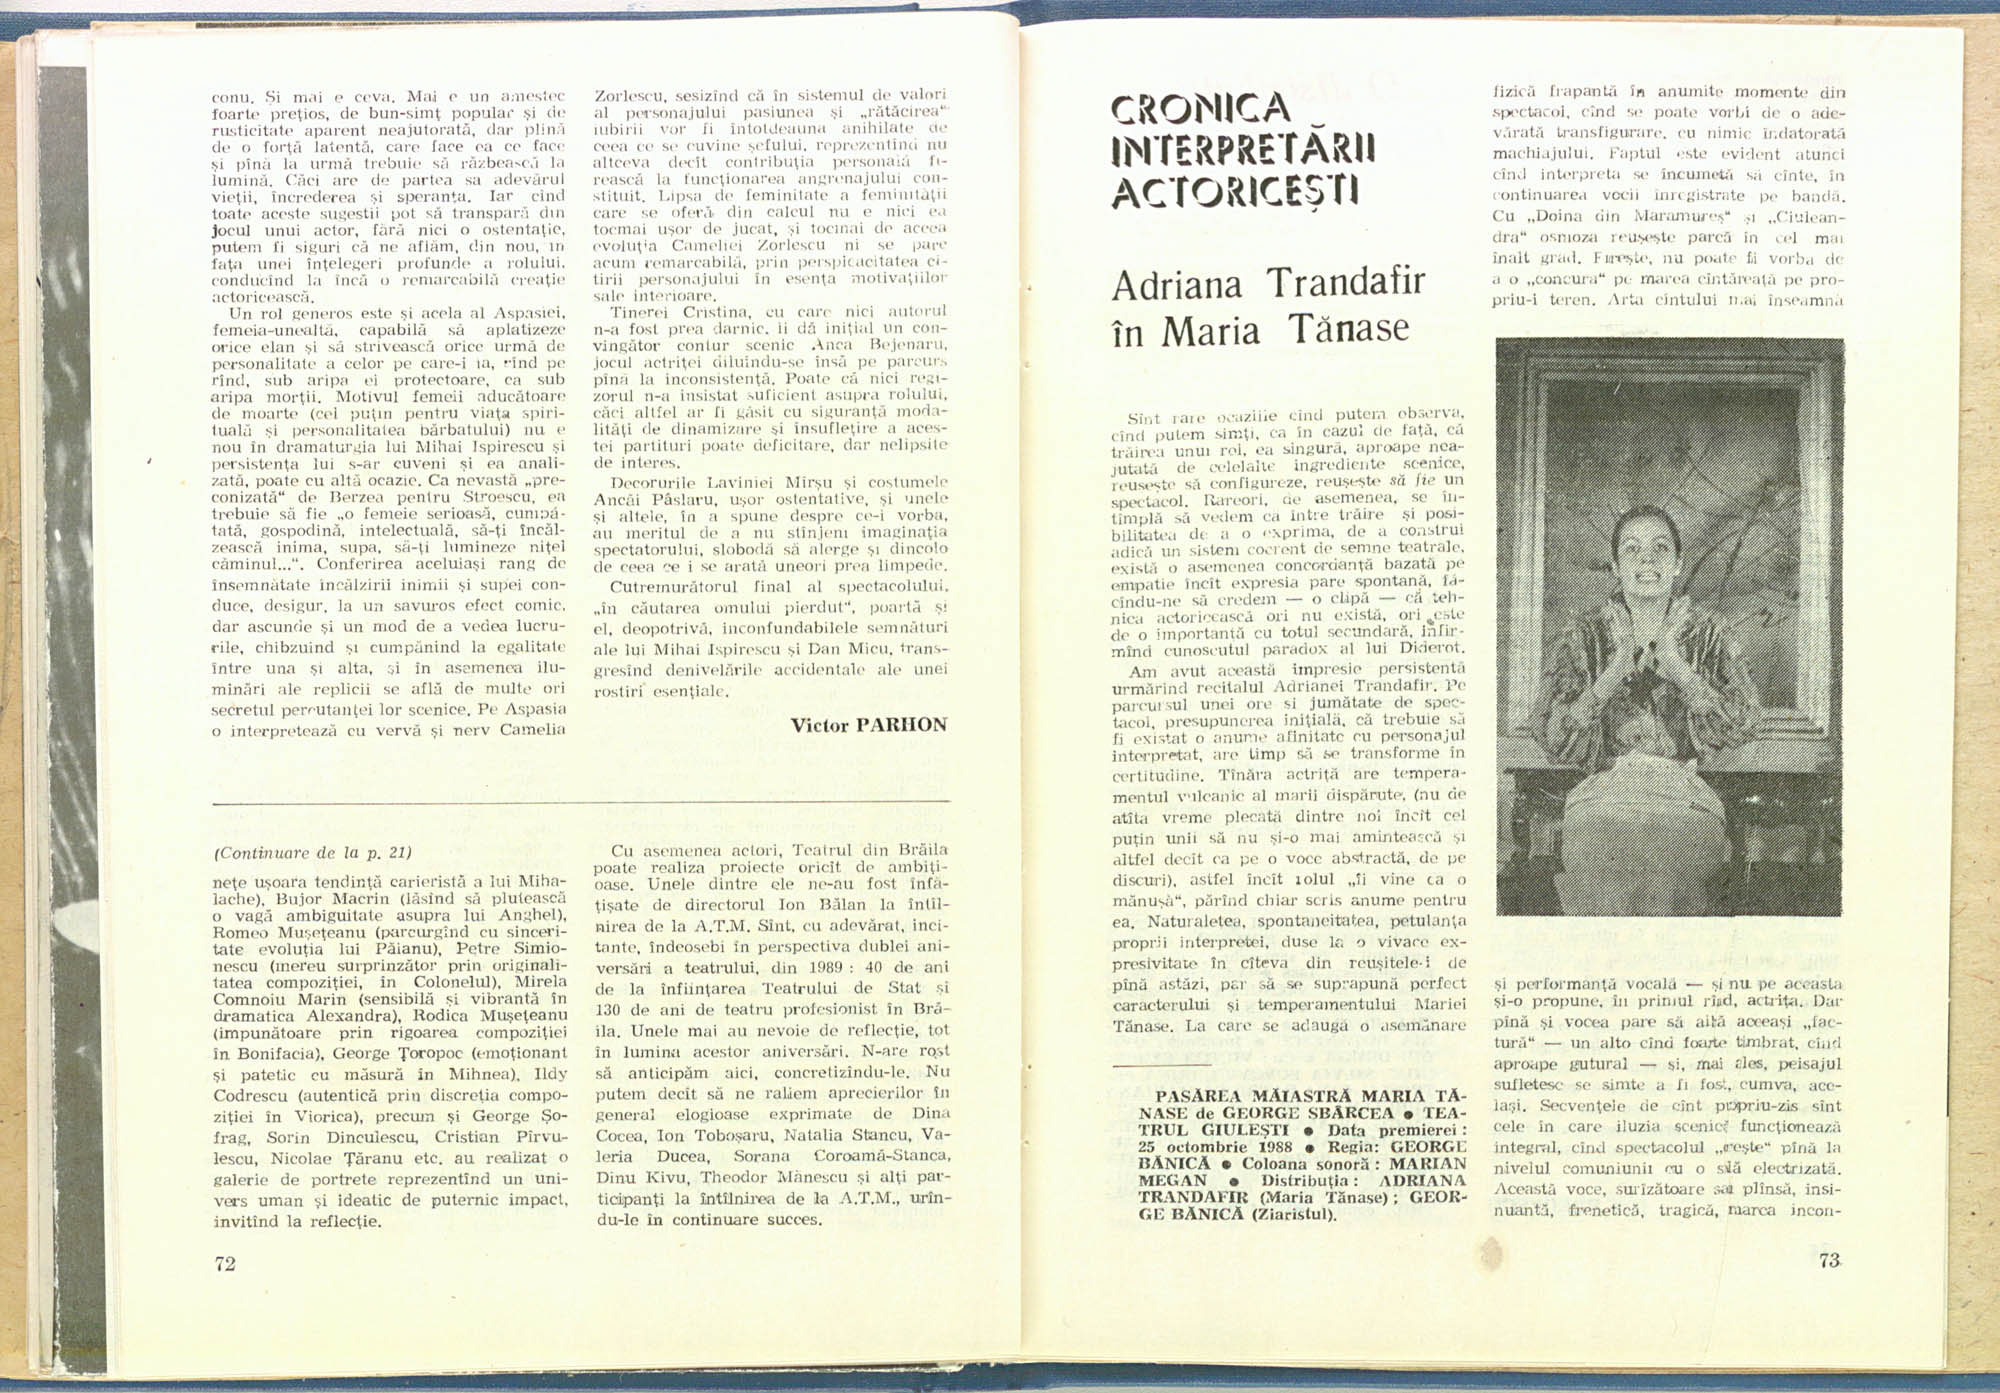 conu. Și mai e ceva. Mai e un amestec
foarte prețios, de bun-simț popular și de
rusticitate aparent neajutorată, dar plină
de o forță latentă, care face ca ce face
și pînă la urmă trebuie să răzbească la
lumină. Căci are de partea sa adevărul
vieții, încrederea și speranța. Iar cînd
toate aceste sugestii pot să transpară din
jocul unui actor, fără nici o ostentație,
putem fi siguri că ne aflăm, din nou, în
fața unei înțelegeri profunde a rolului,
conducînd la încă o remarcabilă creație
actoricească.
Un rol generos este și acela al Aspasiei,
femeia-unealtă, capabilă să aplatizeze
orice elan și să strivească orice urmă de
personalitate a celor pe care-i ia, rînd pe
rînd, sub aripa ei protectoare, ca sub
aripa morții. Motivul femeii aducătoare
de moarte (cel puțin pentru viața spiri-
tuală și personalitatea bărbatului) nu e
nou în dramaturgia lui Mihai Ispirescu și
persistența lui s-ar cuveni și ea anali-
zată, poate cu altă ocazie. Ca nevastă „pre-
conizată“ de Berzea pentru Stroescu, ea
trebuie să fie „o femeie serioasă, cumpă-
tată, gospodină, intelectuală, să-ți încăl-
zească inima, supa, să-ți lumineze nițel
căminul...“. Conferirea aceluiași rang de
însemnătate încălzirii inimii și supei con-
duce, desigur, la un savuros efect comic,
dar ascunde și un mod de a vedea lucru-
rile, chibzuind și cumpănind la egalitate
între una și alta, și în asemenea ilu-
minări ale replicii se află de multe ori
secretul percutanței lor scenice. Pe Aspasia
o interpretează cu vervă și nerv Camelia
Zorlescu, sesizînd că în sistemul de valori
al personajului pasiunea și „rătăcirea“
iubirii vor fi întotdeauna anihilate de
ceea ce se cuvine șefului, reprezentînd nu
altceva decît contribuția personală fi-
rească la funcționarea angrenajului con-
stituit. Lipsa de feminitate a feminității
care se oferă din calcul nu e nici ea
tocmai ușor de jucat, și tocmai de aceea
evoluția Cameliei Zorlescu ni se pare
acum remarcabilă, prin perspicacitatea ci-
tirii personajului în esența motivațiilor
sale interioare.
Tinerei Cristina, cu care nici autorul
n-a fost prea darnic, îi dă inițial un con-
vingător contur scenic Anca Bejenaru,
jocul actriței diluîndu-se însă pe parcurs
pînă la inconsistență. Poate că nici regi-
zorul n-a insistat suficient asupra rolului,
căci altfel ar fi găsit cu siguranță moda-
lități de dinamizare și însuflețire a aces-
tei partituri poate deficitare, dar nelipsite
de interes.
Decorurile Laviniei Mîrșu și costumele
Ancăi Pâslaru, ușor ostentative, și unele
și altele, în a spune despre ce-i vorba,
au meritul de a nu stînjeni imaginația
spectatorului, slobodă să alerge și dincolo
de ceea ce i se arată uneori prea limpede.
Cutremurătorul final al spectacolului,
„în căutarea omului pierdut“, poartă și
el, deopotrivă, inconfundabilele semnături
ale lui Mihai Ispirescu și Dan Micu, trans-
gresînd denivelările accidentale ale unei
rostiri esențiale.
Victor PARHON
(Continuare de la p. 21)
nețe ușoara tendință carieristă a lui Miha-
lache), Bujor Macrin (lăsînd să plutească
o vagă ambiguitate asupra lui Anghel),
Romeo Mușețeanu (parcurgînd cu sinceri-
tate evoluția lui Păianu), Petre Simio-
nescu (mereu surprinzător prin originali-
tatea compoziției, în Colonelul), Mirela
Comnoiu Marin (sensibilă și vibrantă în
dramatica Alexandra), Rodica Mușețeanu
(impunătoare prin rigoarea compoziției
în Bonifacia), George Țoropoc (emoționant
și patetic cu măsură în Mihnea), Ildy
Codrescu (autentică prin discreția compo-
ziției în Viorica), precum și George Șo-
frag, Sorin Dinculescu, Cristian Pîrvu-
lescu, Nicolae Țăranu etc. au realizat o
galerie de portrete reprezentînd un uni-
vers uman și ideatic de puternic impact,
invitînd la reflecție.
Cu asemenea actori, Teatrul din Brăila
poate realiza proiecte oricît de ambiți-
oase. Unele dintre ele ne-au fost înfă-
țișate de directorul Ion Bălan la întîl-
nirea de la A.T.M. Sînt, cu adevărat, inci-
tante, îndeosebi în perspectiva dublei ani-
versări a teatrului, din 1989 : 40 de ani
de la înființarea Teatrului de Stat și
130 de ani de teatru profesionist în Bră-
ila. Unele mai au nevoie de reflecție, tot
în lumina acestor aniversări. N-are rost
să anticipăm aici, concretizîndu-le. Nu
putem decît să ne raliem aprecierilor în
general elogioase exprimate de Dina
Cocea, Ion Toboșaru, Natalia Stancu, Va-
leria Ducea, Sorana Coroamă-Stanca,
Dinu Kivu, Theodor Mănescu și alți par-
ticipanți la întîlnirea de la A.T.M., urîn-
du-le în continuare succes.
72
CRONICA
INTERPRETĂRII
ACTORICEȘTI
Adriana Trandafir
în Maria Tănase
Sînt rare ocaziile cînd putem observa,
cînd putem simți, ca în cazul de față, că
trăirea unui rol, ea singură, aproape nea-
jutată de celelalte ingrediente scenice,
reușește să configureze, reușește să fie un
spectacol. Rareori, de asemenea, se în-
tîmplă să vedem că între trăire și posi-
bilitatea de a o exprima, de a construi
adică un sistem coerent de semne teatrale,
există o asemenea concordanță bazată pe
empatie încît expresia pare spontană, fă-
cîndu-ne să credem — o clipă — că teh-
nica actoricească ori nu există, ori este
de o importanță cu totul secundară, infir-
mînd cunoscutul paradox al lui Diderot.
Am avut această impresie persistentă
urmărind recitalul Adrianei Trandafir. Pe
parcursul unei ore și jumătate de spec-
tacol, presupunerea inițială, că trebuie să
fi existat o anume afinitate cu personajul
interpretat, are timp să se transforme în
certitudine. Tînăra actriță are tempera-
mentul vulcanic al marii dispărute, (nu de
atîta vreme plecată dintre noi încît cel
puțin unii să nu și-o mai amintească și
altfel decît ca pe o voce abstractă, de pe
discuri), astfel încît rolul „îi vine ca o
mănușă“, părînd chiar scris anume pentru
ea. Naturalețea, spontaneitatea, petulanța
proprii interpretei, duse la o vivace ex-
presivitate în cîteva din reușitele-i de
pînă astăzi, par să se suprapună perfect
caracterului și temperamentului Mariei
Tănase. La care se adaugă o asemănare
PASĂREA MĂIASTRĂ MARIA TĂ-
NASE de GEORGE SBÂRCEA ● TEA-
TRUL GIULEȘTI ● Data premierei :
25 octombrie 1988 ● Regia: GEORGE
BĂNICĂ ● Coloana sonoră : MARIAN
MEGAN ● Distribuția : ADRIANA
TRANDAFIR (Maria Tănase) ; GEOR-
GE BĂNICĂ (Ziaristul).
fizică frapantă în anumite momente din
spectacol, cînd se poate vorbi de o ade-
vărată transfigurare, cu nimic îndatorată
machiajului. Faptul este evident atunci
cînd interpreta se încumetă să cînte, în
continuarea vocii înregistrate pe bandă.
Cu „Doina din Maramureș“ și „Ciulean-
dra“ osmoza reușește parcă în cel mai
înalt grad. Firește, nu poate fi vorba de
a o „concura“ pe marea cîntăreață pe pro-
priu-i teren. Arta cîntului mai înseamnă
și performanță vocală — și nu pe aceasta
și-o propune, în primul rînd, actrița. Dar
pînă și vocea pare să aibă aceeași „fac-
tură“ — un alto cînd foarte timbrat, cînd
aproape gutural — și, mai ales, peisajul
sufletesc se simte a fi fost, cumva, ace-
lași. Secvențele de cînt propriu-zis sînt
cele în care iluzia scenică funcționează
integral, cînd spectacolul „crește“ pînă la
nivelul comuniunii cu o sală electrizată.
Această voce, surîzătoare sau plînsă, insi-
nuantă, frenetică, tragică, marca incon-
73